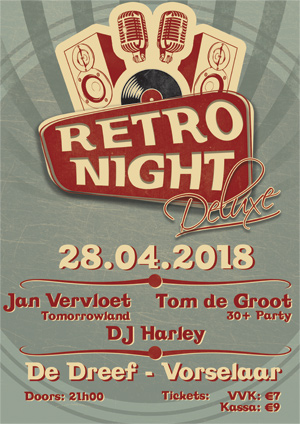 RETRO
NIGHT
Deluxe
28.04.2018
Jan Vervloet Tom de Groot
Tomorrowland 30+ Party
DJ Harley
De Dreef - Vorselaar
Doors: 21h00 Tickets: VVK: €7
Kassa: €9